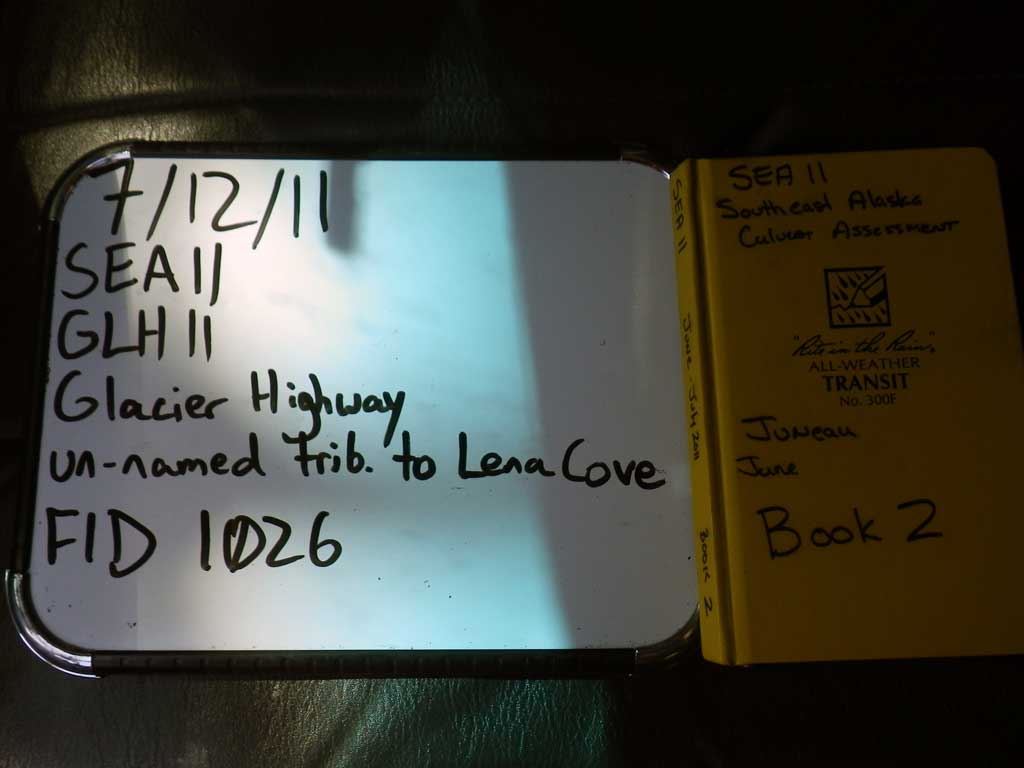 7/12/11
SEA 11
GLH 11
Glacier Highway
un-named trib. to Lena Cove
FID 1026
SEA 11 June - July 2011 Book 2
SEA 11
Southeast Alaska
Culvert Assessment
"Rite in the Rain"
ALL-WEATHER
TRANSIT
No. 300F
Juneau
June
Book 2